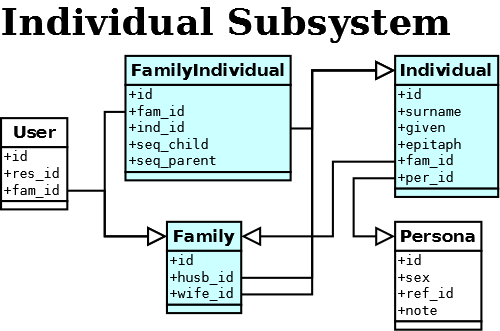 Individual Subsystem
FamilyIndividual
+id
+fam_id
+ind_id
+seq_child
+seq_parent
Individual
+id
+surname
+given
+epitaph
+fam_id
+per_id
User
+id
+res_id
+fam_id
Family
+id
+husb_id
+wife_id
Persona
+id
+sex
+ref_id
+note